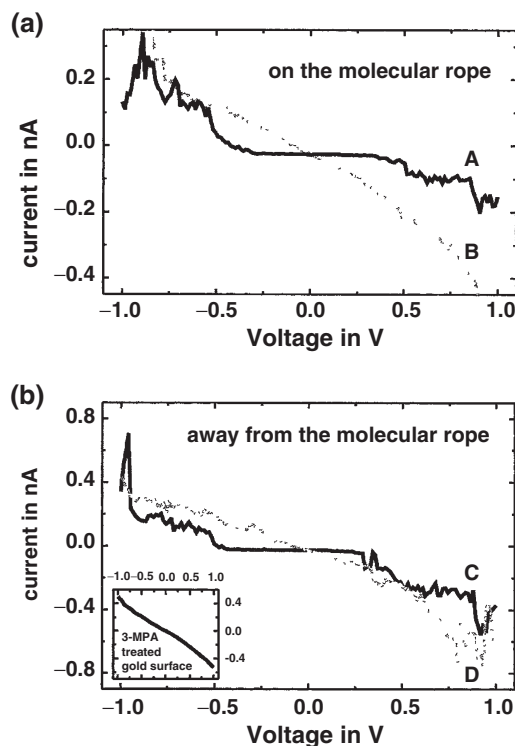 (a)
on the molecular rope
A
B
0.2
0.0
−0.2
−0.4
current in nA
−1.0 −0.5 0.0 0.5 1.0
Voltage in V
(b)
away from the molecular rope
C
D
0.8
0.4
0.0
−0.4
−0.8
current in nA
−1.0 −0.5 0.0 0.5 1.0
0.4
0.0
−0.4
3-MPA
treated
gold surface
−1.0 −0.5 0.0 0.5 1.0
Voltage in V